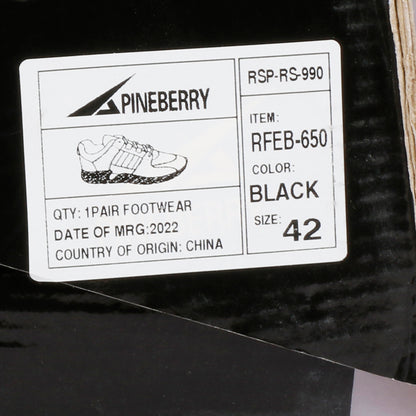 PINEBERRY
QTY: 1PAIR FOOTWEAR
DATE OF MRG:2022
COUNTRY OF ORIGIN: CHINA
RSP-RS-990
ITEM:
RFEB-650
COLOR:
BLACK
SIZE: 42